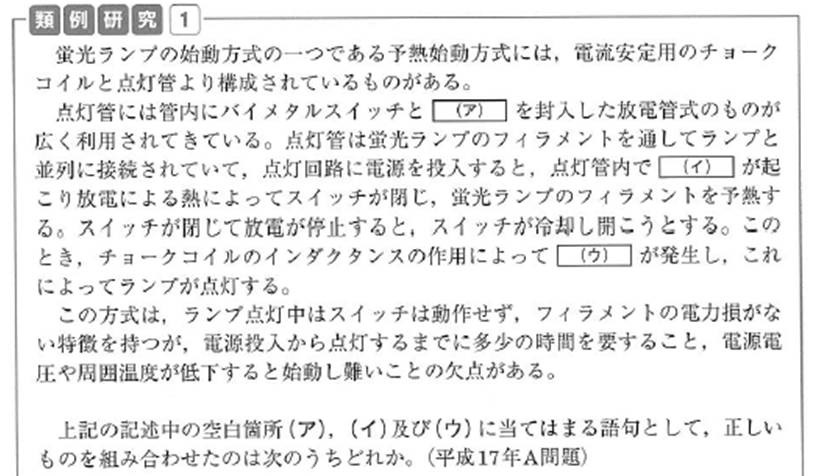 類例研究 1
蛍光ランプの始動方式の一つである予熱始動方式には，電流安定用のチョーク
コイルと点灯管より構成されているものがある。
点灯管には管内にバイメタルスイッチと (ア) を封入した放電管式のものが
広く利用されてきている。点灯管は蛍光ランプのフィラメントを通してランプと
並列に接続されていて，点灯回路に電源を投入すると，点灯管内で (イ) が起
こり放電による熱によってスイッチが閉じ，蛍光ランプのフィラメントを予熱す
る。スイッチが閉じて放電が停止すると，スイッチが冷却し開こうとする。この
とき，チョークコイルのインダクタンスの作用によって (ウ) が発生し，これ
によってランプが点灯する。
この方式は，ランプ点灯中はスイッチは動作せず，フィラメントの電力損がな
い特徴を持つが，電源投入から点灯するまでに多少の時間を要すること，電源電
圧や周囲温度が低下すると始動し難いことの欠点がある。
上記の記述中の空白箇所(ア)，(イ)及び(ウ)に当てはまる語句として，正しい
ものを組み合わせたのは次のうちどれか。(平成17年A問題)